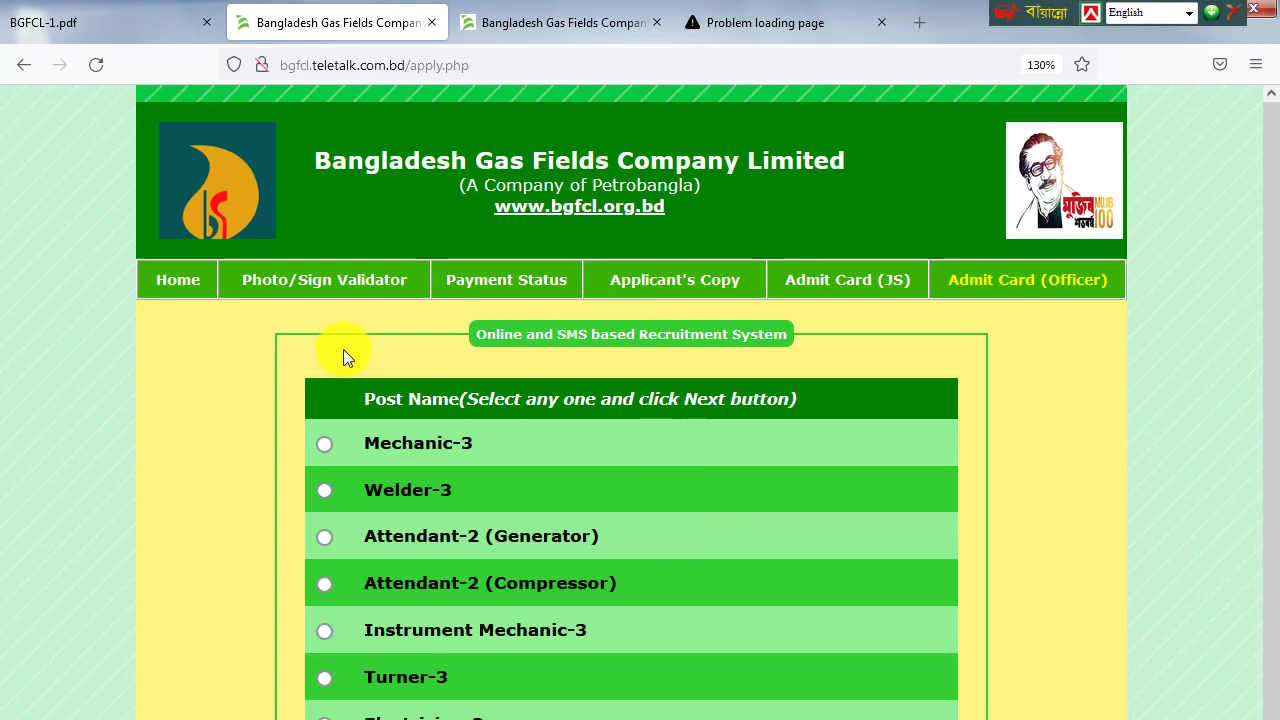 BGFCL-1.pdf
Bangladesh Gas Fields Company
Bangladesh Gas Fields Compan
Problem loading page
বায়ান্নো
English
bgfcl.teletalk.com.bd/apply.php
130%
Bangladesh Gas Fields Company Limited
(A Company of Petrobangla)
www.bgfcl.org.bd
মুজিব
শতবর্ষ
MUJIB
100
Home
Photo/Sign Validator
Payment Status
Applicant's Copy
Admit Card (JS)
Admit Card (Officer)
Online and SMS based Recruitment System
Post Name(Select any one and click Next button)
Mechanic-3
Welder-3
Attendant-2 (Generator)
Attendant-2 (Compressor)
Instrument Mechanic-3
Turner-3